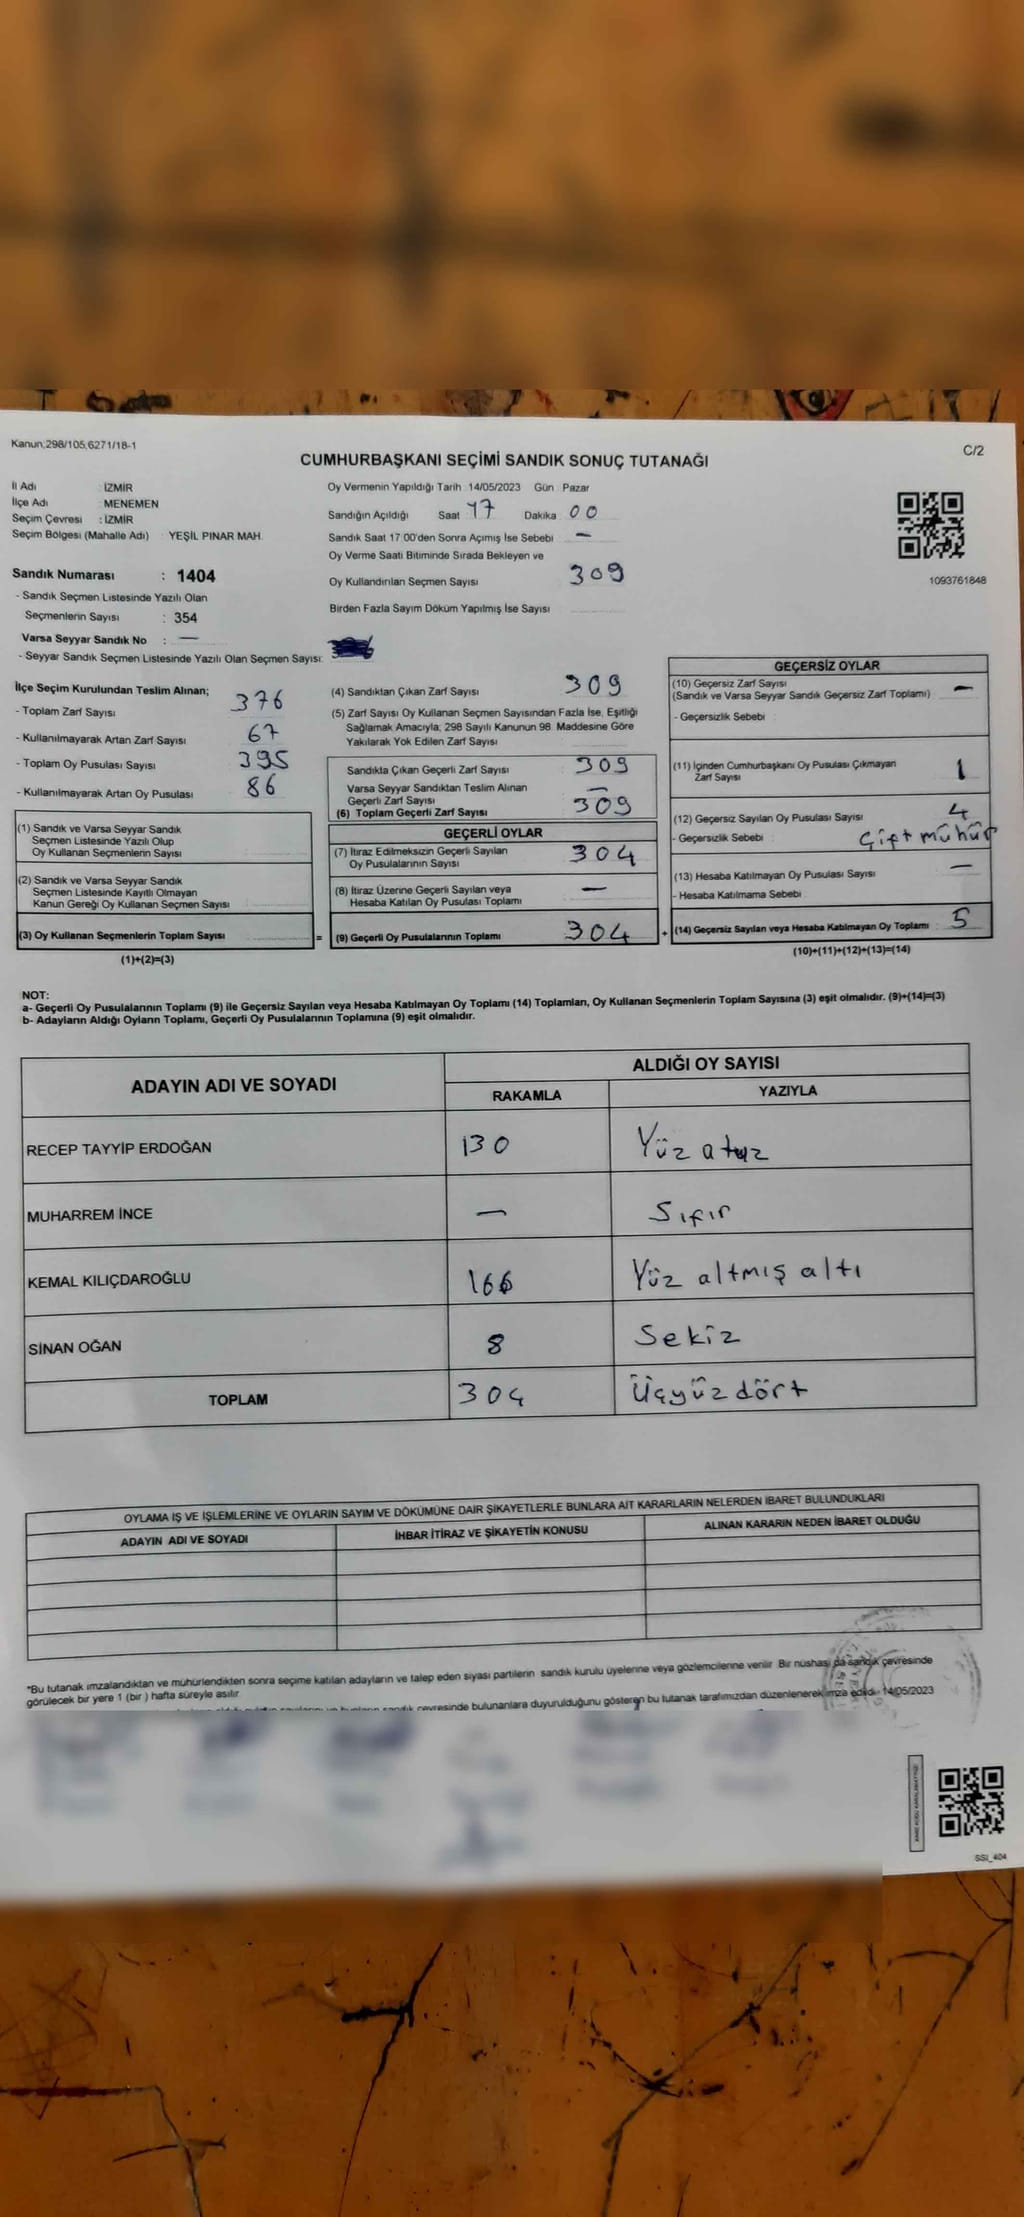 Kanun,298/105,6271/18-1
C/2
CUMHURBAŞKANI SEÇİMİ SANDIK SONUÇ TUTANAĞI
İl Adı : İZMİR
İlçe Adı : MENEMEN
Seçim Çevresi : İZMİR
Seçim Bölgesi (Mahalle Adı) : YEŞİL PINAR MAH.
Sandık Numarası : 1404
- Sandık Seçmen Listesinde Yazılı Olan
Seçmenlerin Sayısı : 354
Varsa Seyyar Sandık No : —
- Seyyar Sandık Seçmen Listesinde Yazılı Olan Seçmen Sayısı:
Oy Vermenin Yapıldığı Tarih 14/05/2023 Gün : Pazar
Sandığın Açıldığı Saat 17 Dakika 00
Sandık Saat 17:00'den Sonra Açımış İse Sebebi —
Oy Verme Saati Bitiminde Sırada Bekleyen ve
Oy Kullandırılan Seçmen Sayısı 309
Birden Fazla Sayım Döküm Yapılmış İse Sayısı
1093761848
İlçe Seçim Kurulundan Teslim Alınan;
- Toplam Zarf Sayısı 376
- Kullanılmayarak Artan Zarf Sayısı 67
- Toplam Oy Pusulası Sayısı 395
- Kullanılmayarak Artan Oy Pusulası 86
(1) Sandık ve Varsa Seyyar Sandık
Seçmen Listesinde Yazılı Olup
Oy Kullanan Seçmenlerin Sayısı
(2) Sandık ve Varsa Seyyar Sandık
Seçmen Listesinde Kayıtlı Olmayan
Kanun Gereği Oy Kullanan Seçmen Sayısı
(3) Oy Kullanan Seçmenlerin Toplam Sayısı =
(1)+(2)=(3)
(4) Sandıktan Çıkan Zarf Sayısı 309
(5) Zarf Sayısı Oy Kullanan Seçmen Sayısından Fazla İse, Eşitliği
Sağlamak Amacıyla; 298 Sayılı Kanunun 98. Maddesine Göre
Yakılarak Yok Edilen Zarf Sayısı
Sandıkta Çıkan Geçerli Zarf Sayısı 309
Varsa Seyyar Sandıktan Teslim Alınan
Geçerli Zarf Sayısı —
(6) Toplam Geçerli Zarf Sayısı 309
GEÇERLİ OYLAR
(7) İtiraz Edilmeksizin Geçerli Sayılan
Oy Pusulalarının Sayısı 304
(8) İtiraz Üzerine Geçerli Sayılan veya
Hesaba Katılan Oy Pusulası Toplamı —
(9) Geçerli Oy Pusulalarının Toplamı 304 +
GEÇERSİZ OYLAR
(10) Geçersiz Zarf Sayısı
(Sandık ve Varsa Seyyar Sandık Geçersiz Zarf Toplamı) —
- Geçersizlik Sebebi
(11) İçinden Cumhurbaşkanı Oy Pusulası Çıkmayan
Zarf Sayısı 1
(12) Geçersiz Sayılan Oy Pusulası Sayısı 4
- Geçersizlik Sebebi Çift mühür
(13) Hesaba Katılmayan Oy Pusulası Sayısı —
- Hesaba Katılmama Sebebi
(14) Geçersiz Sayılan veya Hesaba Katılmayan Oy Toplamı : 5
(10)+(11)+(12)+(13)=(14)
NOT:
a- Geçerli Oy Pusulalarının Toplamı (9) ile Geçersiz Sayılan veya Hesaba Katılmayan Oy Toplamı (14) Toplamları, Oy Kullanan Seçmenlerin Toplam Sayısına (3) eşit olmalıdır. (9)+(14)=(3)
b- Adayların Aldığı Oyların Toplamı, Geçerli Oy Pusulalarının Toplamına (9) eşit olmalıdır.
ADAYIN ADI VE SOYADI
ALDIĞI OY SAYISI
RAKAMLA YAZIYLA
RECEP TAYYİP ERDOĞAN 130 Yüz otuz
MUHARREM İNCE — Sıfır
KEMAL KILIÇDAROĞLU 166 Yüz altmış altı
SİNAN OĞAN 8 Sekiz
TOPLAM 304 Üçyüz dört
OYLAMA İŞ VE İŞLEMLERİNE VE OYLARIN SAYIM VE DÖKÜMÜNE DAİR ŞİKAYETLERLE BUNLARA AİT KARARLARIN NELERDEN İBARET BULUNDUKLARI
ADAYIN ADI VE SOYADI İHBAR İTİRAZ VE ŞİKAYETİN KONUSU ALINAN KARARIN NEDEN İBARET OLDUĞU
*Bu tutanak imzalandıktan ve mühürlendikten sonra seçime katılan adayların ve talep eden siyasi partilerin sandık kurulu üyelerine veya gözlemcilerine verilir. Bir nüshası da sandık çevresinde
görülecek bir yere 1 (bir ) hafta süreyle asılır.
sandık çevresinde bulunanlara duyurulduğunu gösteren bu tutanak tarafımızdan düzenlenerek imza edildi. 14/05/2023
SSI_404